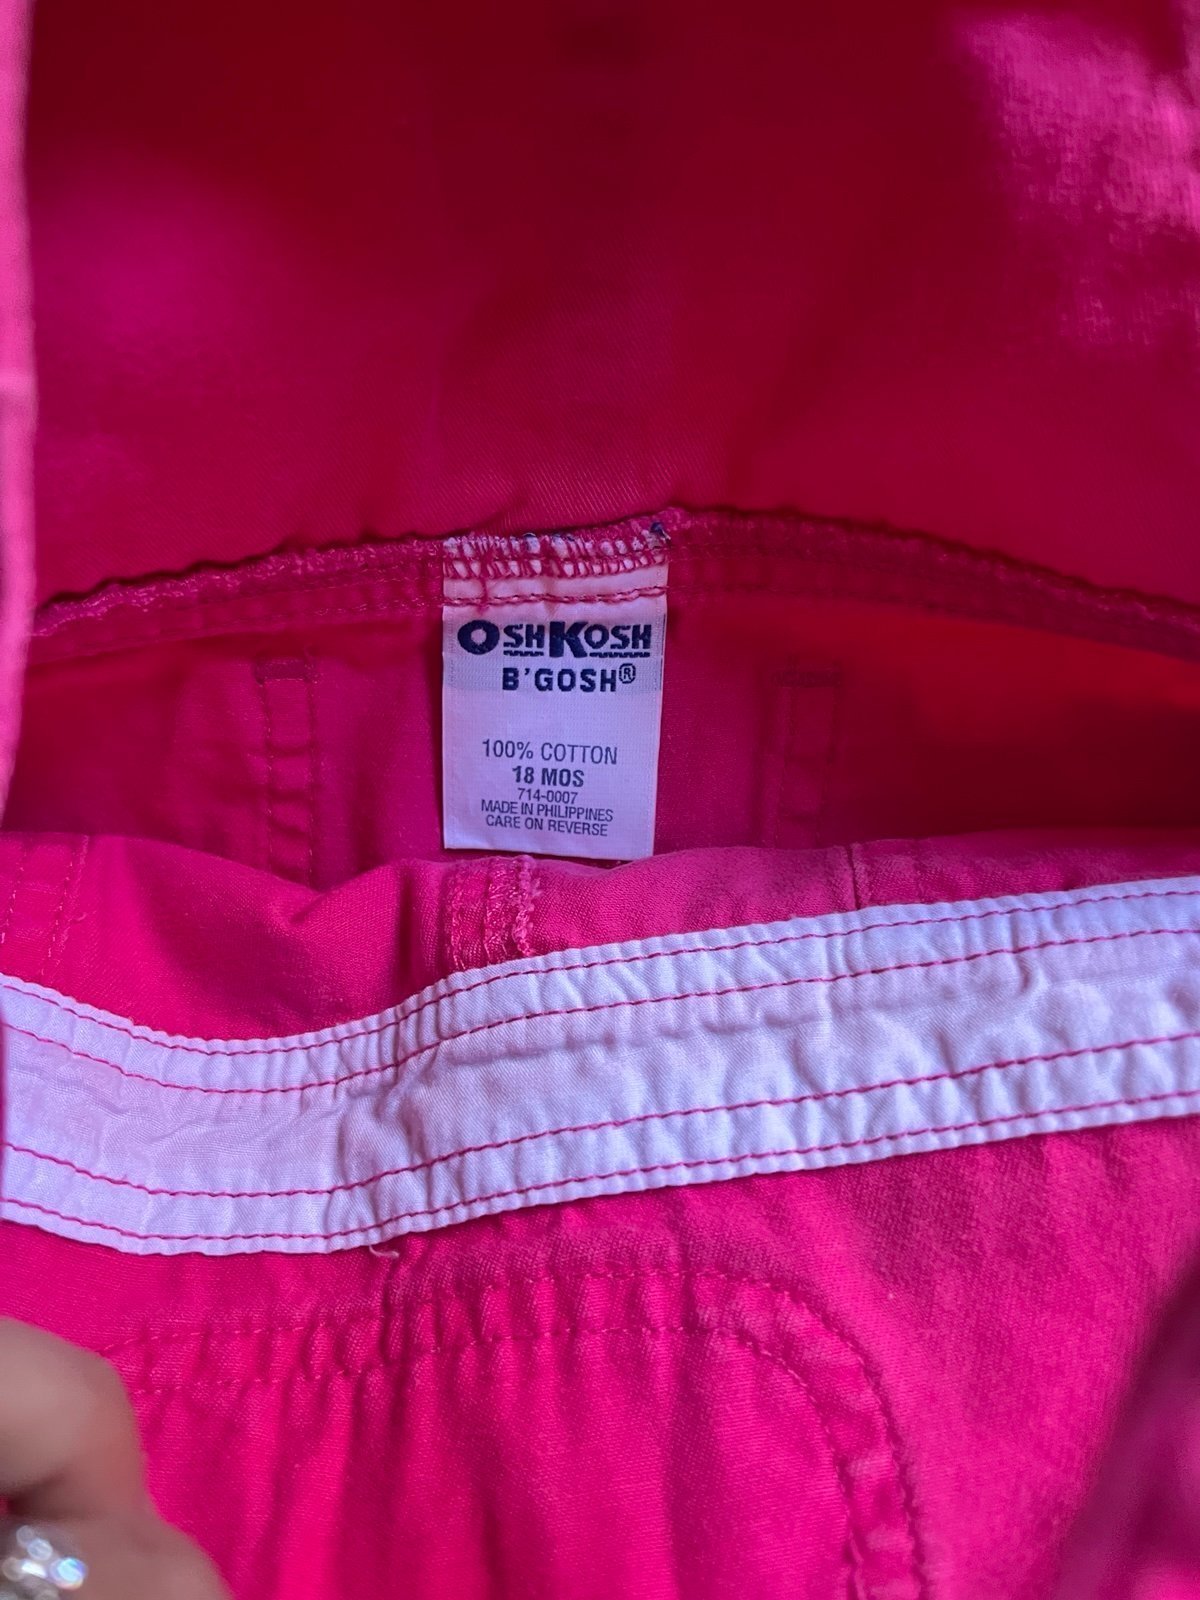 OSHKOSH
B'GOSH®
100% COTTON
18 MOS
714-0007
MADE IN PHILIPPINES
CARE ON REVERSE